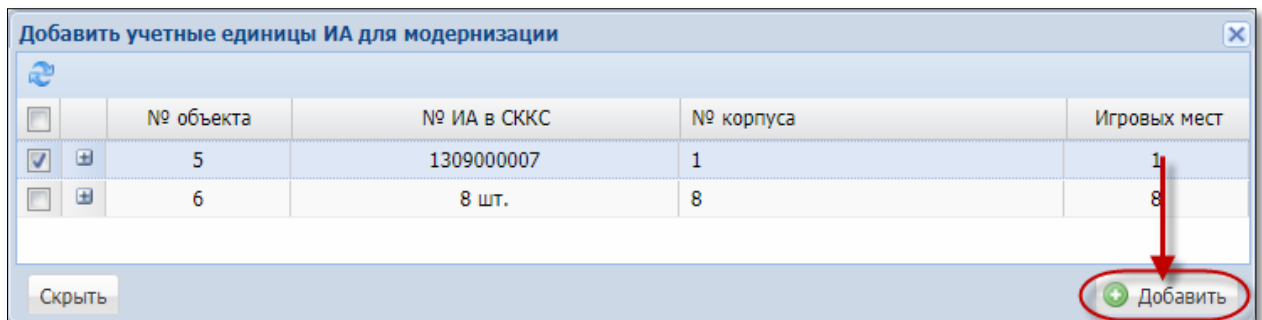 Добавить учетные единицы ИА для модернизации
№ объекта № ИА в СККС № корпуса Игровых мест
5 1309000007 1 1
6 8 шт. 8 8
Скрыть Добавить